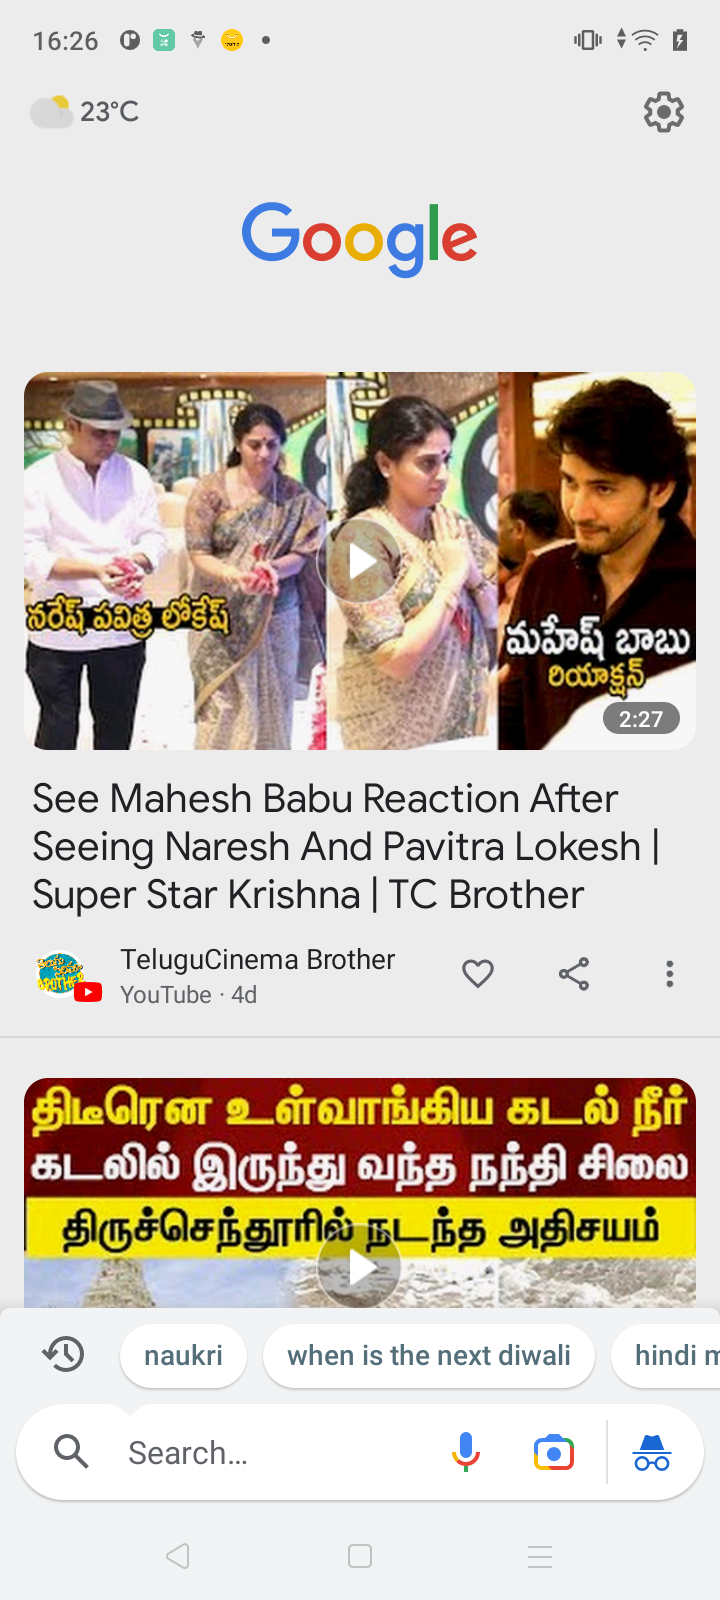 16:26
23°C
Google
నరేష్ పవిత్ర లోకేష్
మహేష్ బాబు
రియాక్షన్
2:27
See Mahesh Babu Reaction After
Seeing Naresh And Pavitra Lokesh |
Super Star Krishna | TC Brother
TeluguCinema Brother
YouTube · 4d
திடீரென உள்வாங்கிய கடல் நீர்
கடலில் இருந்து வந்த நந்தி சிலை
திருச்செந்தூரில் நடந்த அதிசயம்
naukri
when is the next diwali
hindi m
Search...